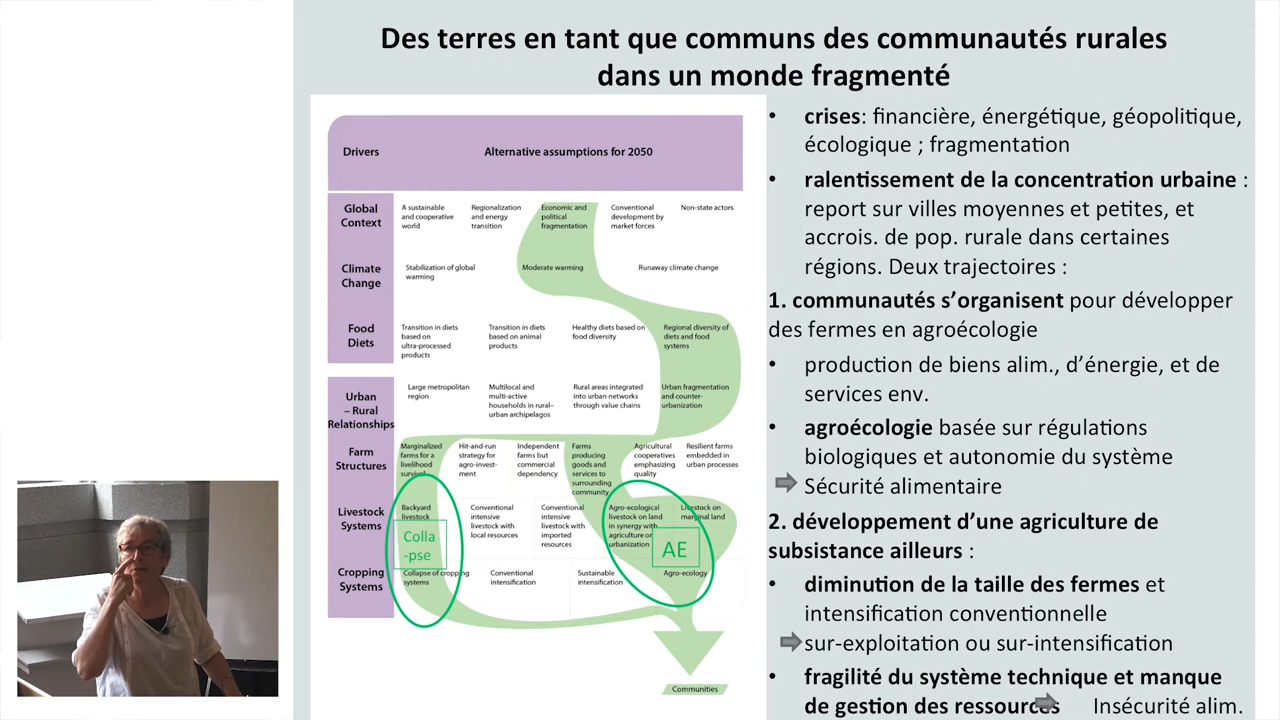 Des terres en tant que communs des communautés rurales
dans un monde fragmenté
Drivers
Alternative assumptions for 2050
Global
Context
A sustainable
and cooperative
world
Regionalization
and energy
transition
Economic and
political
fragmentation
Conventional
development by
market forces
Non-state actors
Climate
Change
Stabilization of global
warming
Moderate warming
Runaway climate change
Food
Diets
Transition in diets
based on
ultra-processed
products
Transition in diets
based on animal
products
Healthy diets based on
food diversity
Regional diversity of
diets and food
systems
Urban
– Rural
Relationships
Large metropolitan
region
Multilocal and
multi-active
households in rural–
urban archipelagos
Rural areas integrated
into urban networks
through value chains
Urban fragmentation
and counter-
urbanization
Farm
Structures
Marginalized
farms for a
livelihood
survival
Hit-and-run
strategy for
agro-invest-
ment
Independent
farms but
commercial
dependency
Farms
producing
goods and
services to
surrounding
community
Agricultural
cooperatives
emphasizing
quality
Resilient farms
embedded in
urban processes
Livestock
Systems
Backyard
livestock
Conventional
intensive
livestock with
local resources
Conventional
intensive
livestock with
imported
resources
Agro-ecological
livestock on land
in synergy with
agriculture or
urbanization
Livestock on
marginal land
Colla
-pse
AE
Cropping
Systems
Collapse of cropping
systems
Conventional
intensification
Sustainable
intensification
Agro-ecology
Communities
• crises: financière, énergétique, géopolitique,
écologique ; fragmentation
• ralentissement de la concentration urbaine :
report sur villes moyennes et petites, et
accrois. de pop. rurale dans certaines
régions. Deux trajectoires :
1. communautés s’organisent pour développer
des fermes en agroécologie
• production de biens alim., d’énergie, et de
services env.
• agroécologie basée sur régulations
biologiques et autonomie du système
Sécurité alimentaire
2. développement d’une agriculture de
subsistance ailleurs :
• diminution de la taille des fermes et
intensification conventionnelle
sur-exploitation ou sur-intensification
• fragilité du système technique et manque
de gestion des ressources Insécurité alim.